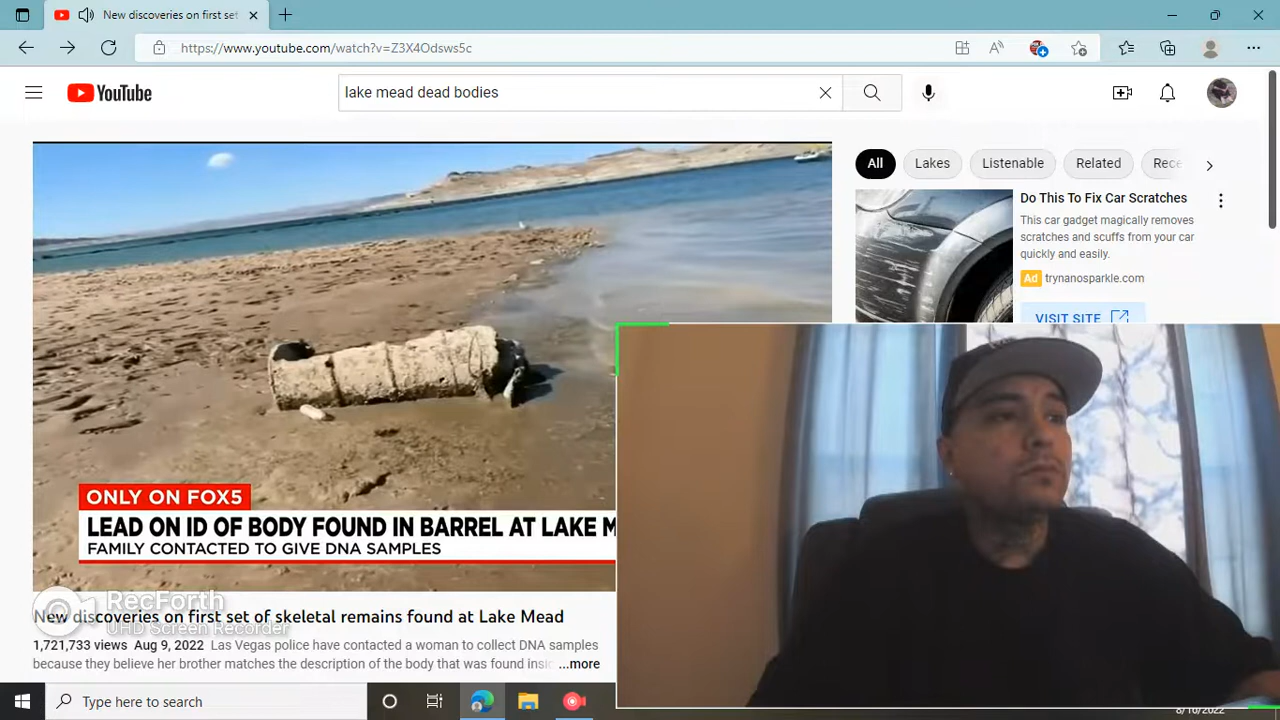 New discoveries on first set
https://www.youtube.com/watch?v=Z3X4Odsws5c
YouTube
lake mead dead bodies
All
Lakes
Listenable
Related
Rece
Do This To Fix Car Scratches
This car gadget magically removes
scratches and scuffs from your car
quickly and easily.
Ad trynanosparkle.com
VISIT SITE
ONLY ON FOX5
LEAD ON ID OF BODY FOUND IN BARREL AT LAKE M
FAMILY CONTACTED TO GIVE DNA SAMPLES
RecForth
UHD Screen Recorder
New discoveries on first set of skeletal remains found at Lake Mead
1,721,733 views Aug 9, 2022 Las Vegas police have contacted a woman to collect DNA samples
because they believe her brother matches the description of the body that was found insid ...more
Type here to search
8/16/2022